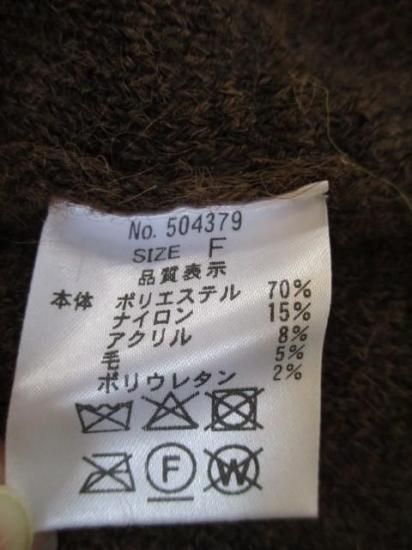 No. 504379
SIZE F
品質表示
本体 ポリエステル 70%
ナイロン 15%
アクリル 8%
毛 5%
ポリウレタン 2%
F W